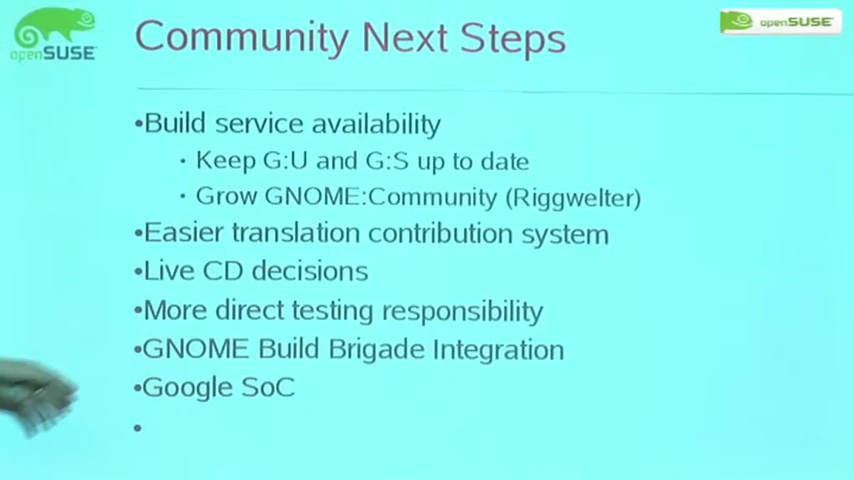 openSUSE
Community Next Steps
openSUSE
•Build service availability
• Keep G:U and G:S up to date
• Grow GNOME:Community (Riggwelter)
•Easier translation contribution system
•Live CD decisions
•More direct testing responsibility
•GNOME Build Brigade Integration
•Google SoC
•